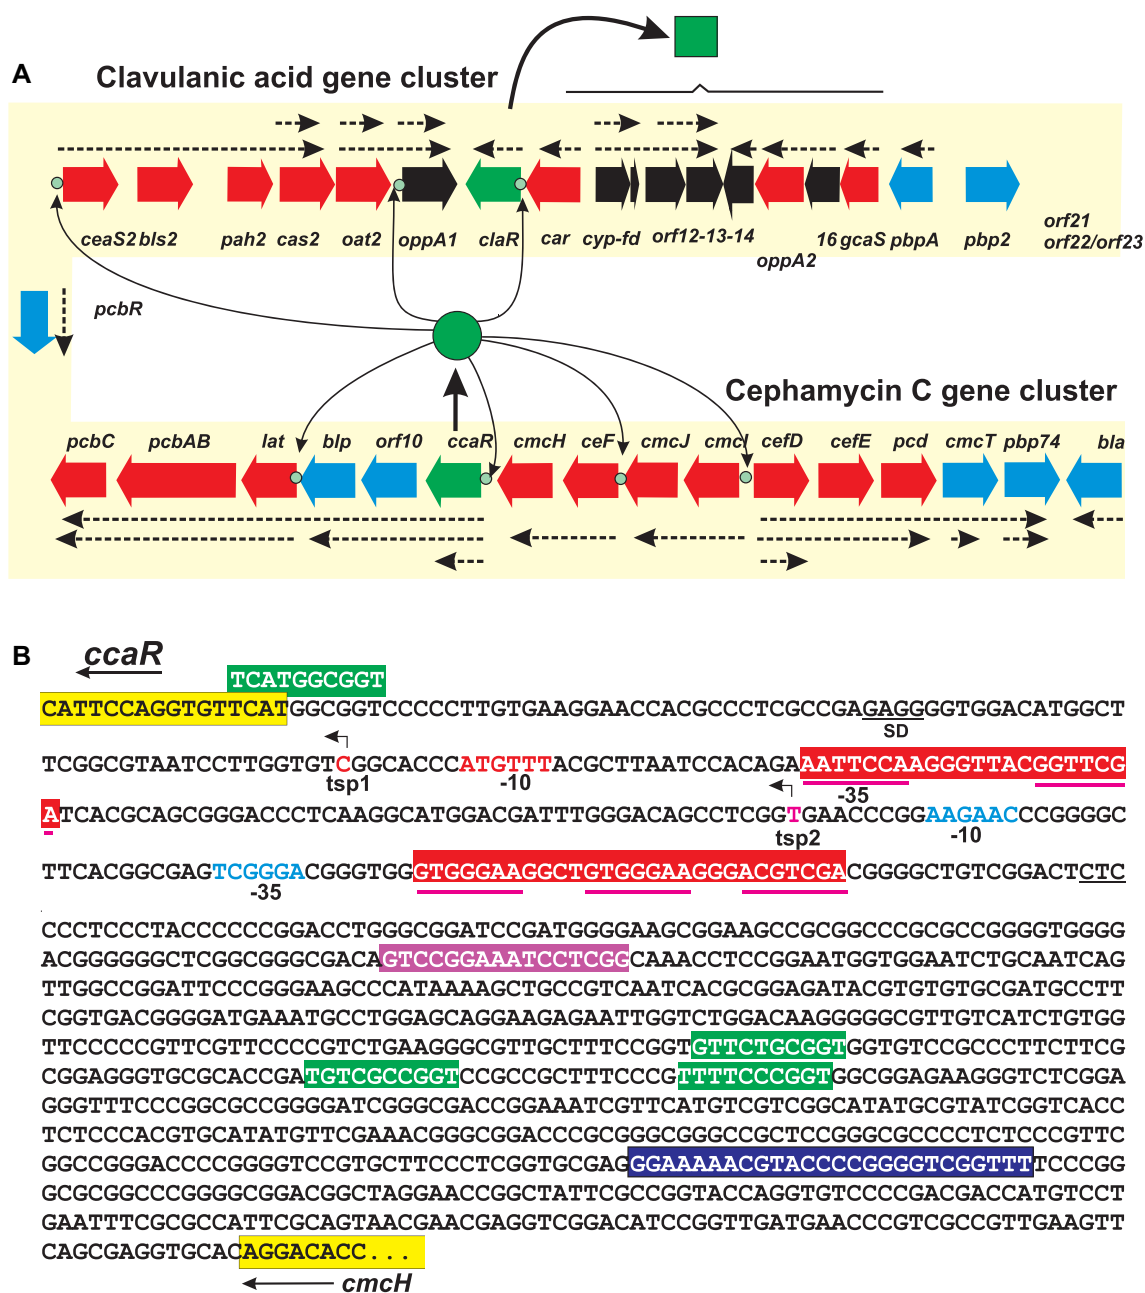 A
Clavulanic acid gene cluster
ceaS2 bls2 pah2 cas2 oat2 oppA1 claR car cyp-fd orf12-13-14 oppA2 16 gcaS pbpA pbp2 orf21
orf22/orf23
pcbR
Cephamycin C gene cluster
pcbC pcbAB lat blp orf10 ccaR cmcH ceF cmcJ cmcI cefD cefE pcd cmcT pbp74 bla
B
ccaR
TCATGGCGGT
CATTCCAGGTGTTCATGGCGGTCCCCCTTGTGAAGGAACCACGCCCTCGCCGAGAGGGGTGGACATGGCT
SD
TCGGCGTAATCCTTGGTGTCGGCACCCATGTTTACGCTTAATCCACAGAAATTCCAAGGGTTACGGTTCG
tsp1 -10 -35
ATCACGCAGCGGGACCCTCAAGGCATGGACGATTTGGGACAGCCTCGGTGAACCCGGAAGAACCCGGGGC
tsp2 -10
TTCACGGCGAGTCGGGACGGGTGGGTGGGAAGGCTGTGGGAAGGGACGTCGACGGGGCTGTCGGACTCTC
-35
CCCTCCCTACCCCCCGGACCTGGGCGGATCCGATGGGGAAGCGGAAGCCGCGGCCCGCGCCGGGGTGGGG
ACGGGGGGCTCGGCGGGCGACAGTCCGGAAATCCTCGGCAAACCTCCGGAATGGTGGAATCTGCAATCAG
TTGGCCGGATTCCCGGGAAGCCCATAAAAGCTGCCGTCAATCACGCGGAGATACGTGTGTGCGATGCCTT
CGGTGACGGGGATGAAATGCCTGGAGCAGGAAGAGAATTGGTCTGGACAAGGGGGCGTTGTCATCTGTGG
TTCCCCCGTTCGTTCCCCGTCTGAAGGGCGTTGCTTTCCGGTGTTCTGCGGTGGTGTCCGCCCTTCTTCG
CGGAGGGTGCGCACCGATGTCGCCGGTCCGCCGCTTTCCCGTTTTCCCGGTGGCGGAGAAGGGTCTCGGA
GGGTTTCCCGGCGCCGGGGATCGGGCGACCGGAAATCGTTCATGTCGTCGGCATATGCGTATCGGTCACC
TCTCCCACGTGCATATGTTCGAAACGGGCGGACCCGCGGGCGGGCCGCTCCGGGCGCCCCTCTCCCGTTC
GGCCGGGACCCCGGGGTCCGTGCTTCCCTCGGTGCGAGGGAAAAACGTACCCCCGGGGTCGGTTTTCCCGG
GCGCGGCCCGGGGCGGACGGCTAGGAACCGGCTATTCGCCGGTACCAGGTGTCCCCGACGACCATGTCCT
GAATTTCGCGCCATTCGCAGTAACGAACGAGGTCGGACATCCGGTTGATGAACCCGTCGCCGTTGAAGTT
CAGCGAGGTGCACAGGACACC...
cmcH